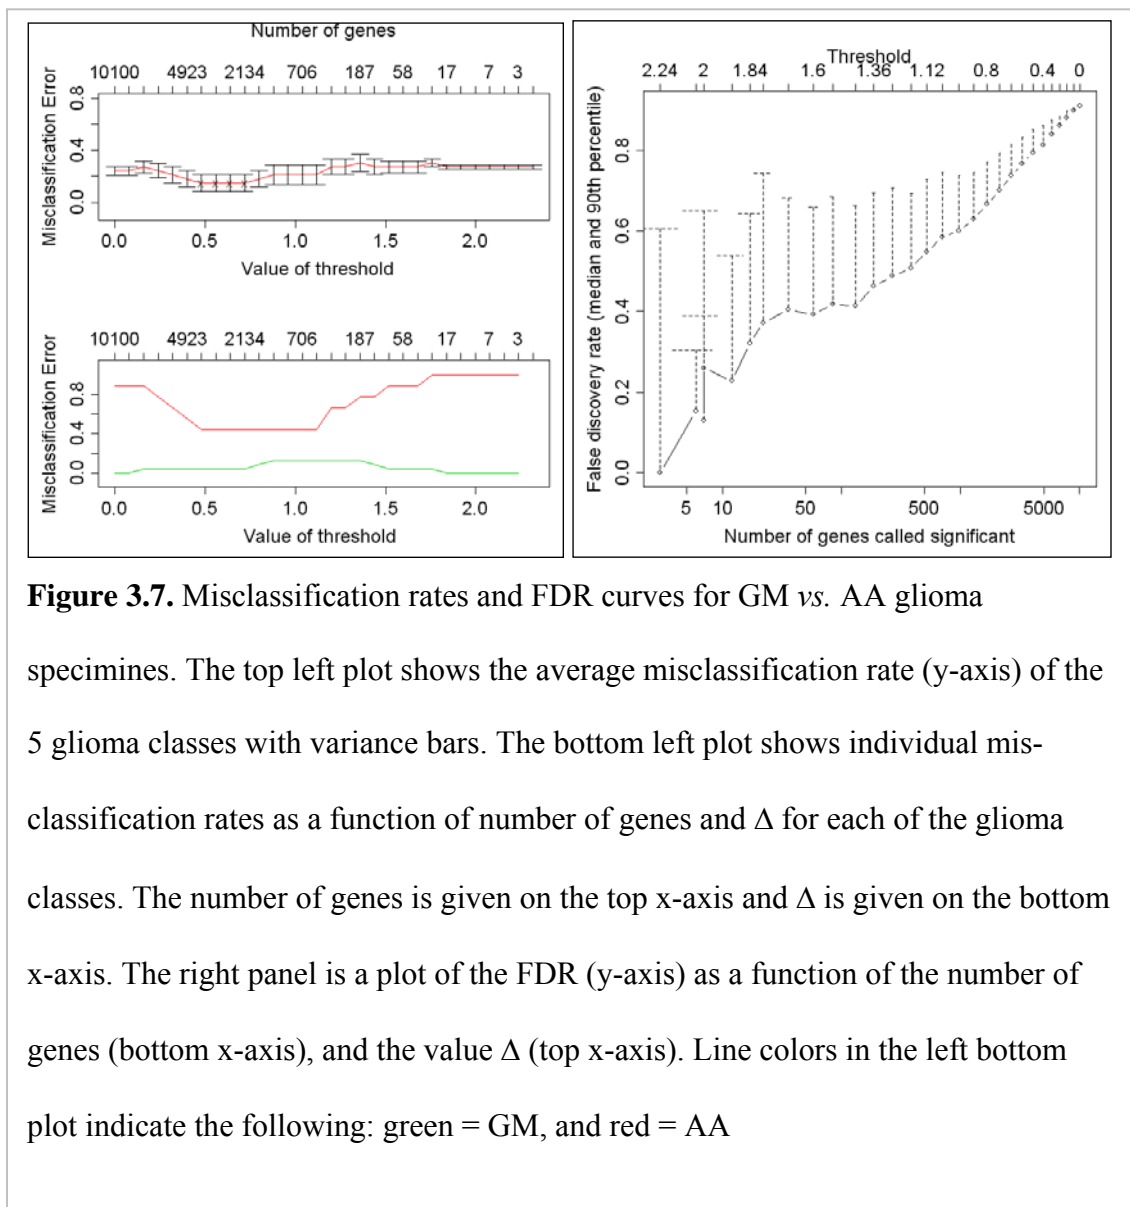 Number of genes
10100 4923 2134 706 187 58 17 7 3
Misclassification Error
0.8
0.4
0.0
0.0 0.5 1.0 1.5 2.0
Value of threshold
10100 4923 2134 706 187 58 17 7 3
Misclassification Error
0.8
0.4
0.0
0.0 0.5 1.0 1.5 2.0
Value of threshold
Threshold
2.24 2 1.84 1.6 1.36 1.12 0.8 0.4 0
False discovery rate (median and 90th percentile)
0.8
0.6
0.4
0.2
0.0
5 10 50 500 5000
Number of genes called significant
Figure 3.7. Misclassification rates and FDR curves for GM vs. AA glioma
specimines. The top left plot shows the average misclassification rate (y-axis) of the
5 glioma classes with variance bars. The bottom left plot shows individual mis-
classification rates as a function of number of genes and Δ for each of the glioma
classes. The number of genes is given on the top x-axis and Δ is given on the bottom
x-axis. The right panel is a plot of the FDR (y-axis) as a function of the number of
genes (bottom x-axis), and the value Δ (top x-axis). Line colors in the left bottom
plot indicate the following: green = GM, and red = AA